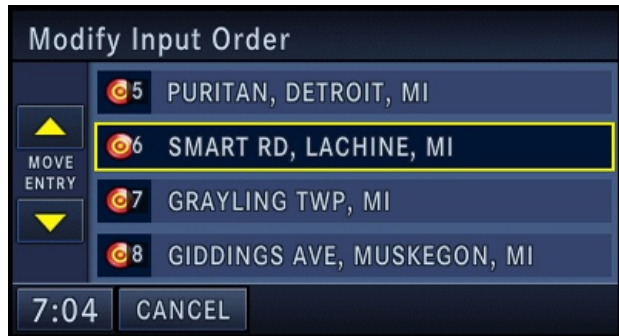 Modify Input Order
5 PURITAN, DETROIT, MI
6 SMART RD, LACHINE, MI
MOVE
ENTRY
7 GRAYLING TWP, MI
8 GIDDINGS AVE, MUSKEGON, MI
7:04 CANCEL